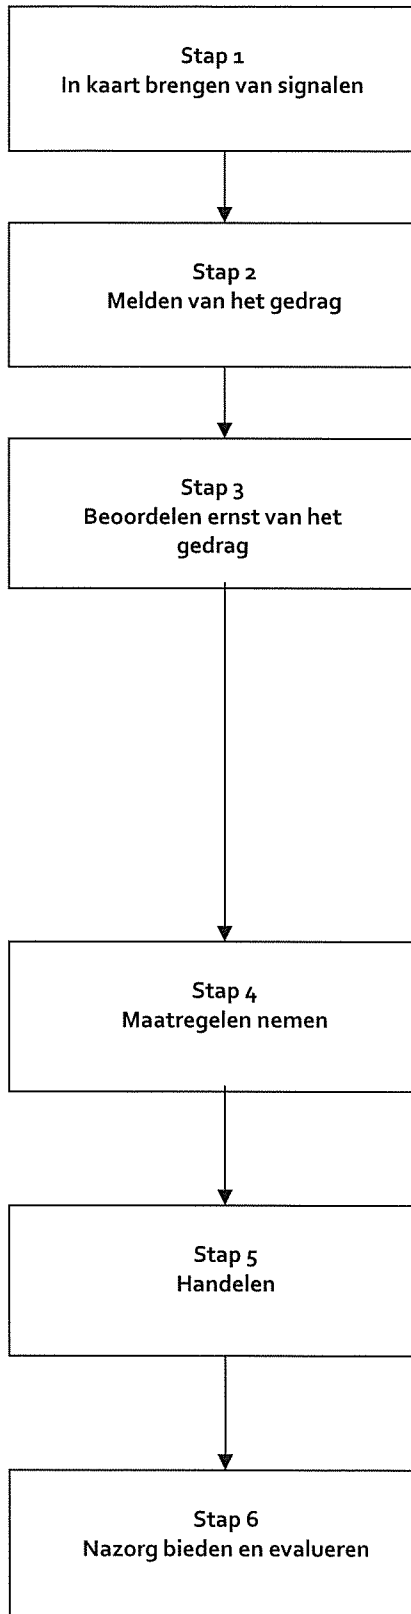 Stap 1
In kaart brengen van signalen
Stap 2
Melden van het gedrag
Stap 3
Beoordelen ernst van het
gedrag
Stap 4
Maatregelen nemen
Stap 5
Handelen
Stap 6
Nazorg bieden en evalueren